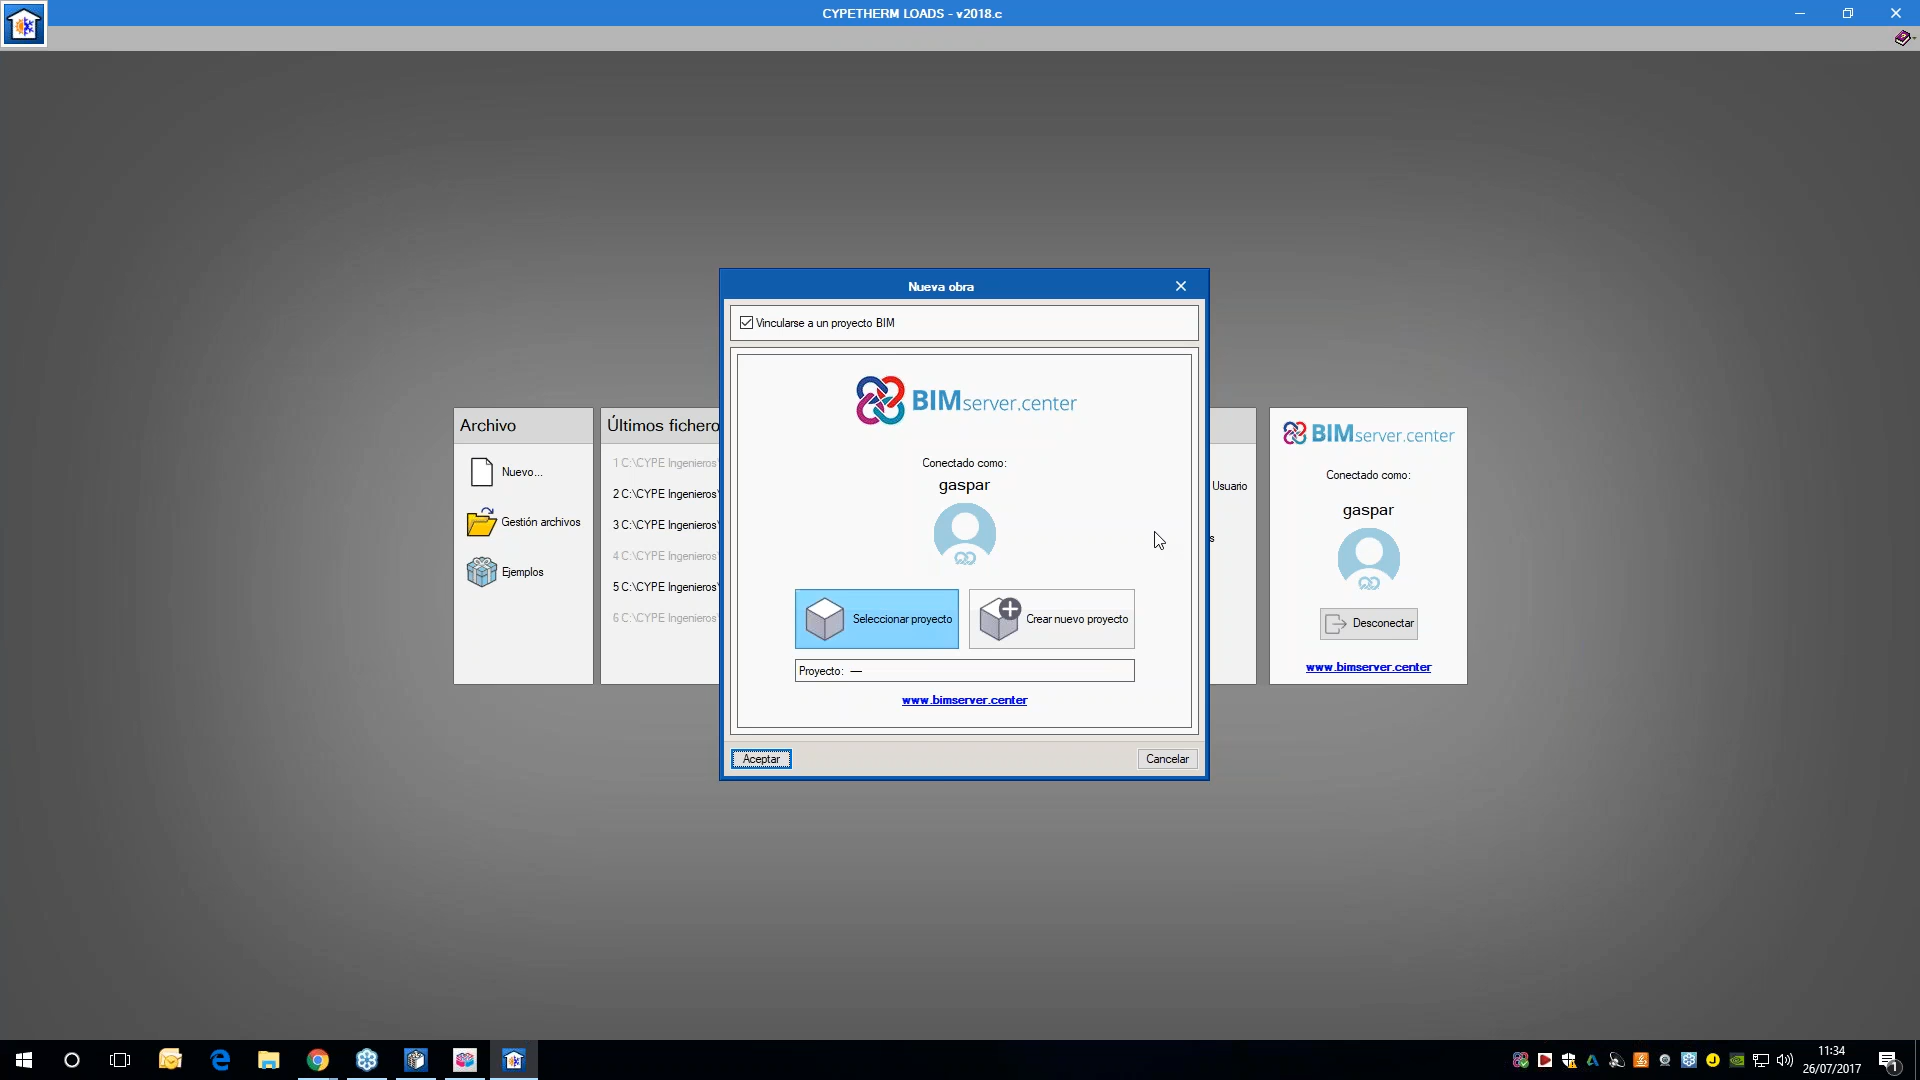 CYPETHERM LOADS - v2018.c
Nueva obra
Vincularse a un proyecto BIM
BIMserver.center
Conectado como:
gaspar
Seleccionar proyecto
Crear nuevo proyecto
Proyecto: —
www.bimserver.center
Aceptar
Cancelar
Archivo
Nuevo...
Gestión archivos
Ejemplos
Últimos fichero
1 C:\CYPE Ingenieros\
2 C:\CYPE Ingenieros\
3 C:\CYPE Ingenieros\
4 C:\CYPE Ingenieros\
5 C:\CYPE Ingenieros\
6 C:\CYPE Ingenieros\
Usuario
s
BIMserver.center
Conectado como:
gaspar
Desconectar
www.bimserver.center
11:34
26/07/2017
1